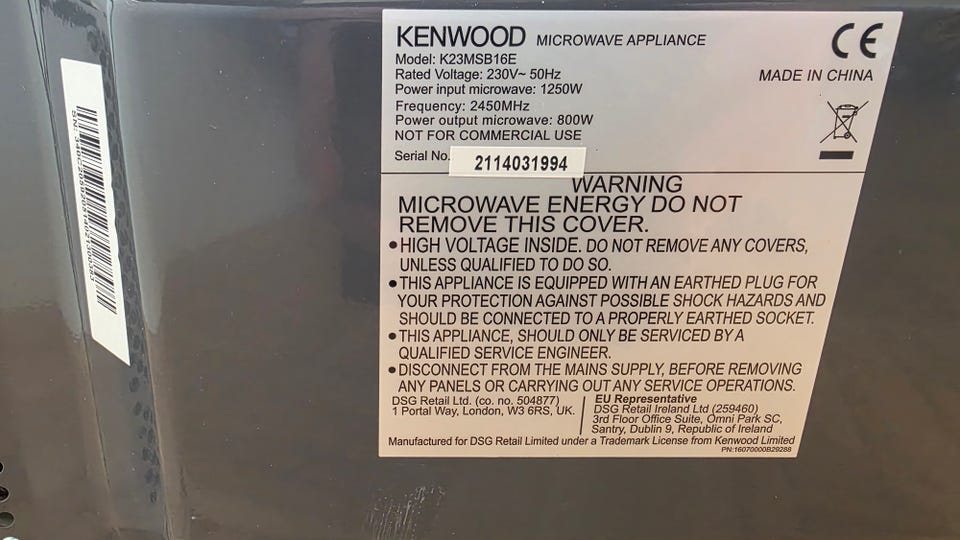 KENWOOD MICROWAVE APPLIANCE
Model: K23MSB16E
Rated Voltage: 230V~ 50Hz
Power input microwave: 1250W
Frequency: 2450MHz
Power output microwave: 800W
NOT FOR COMMERCIAL USE
Serial No. 2114031994
CE
MADE IN CHINA
WARNING
MICROWAVE ENERGY DO NOT
REMOVE THIS COVER.
•HIGH VOLTAGE INSIDE. DO NOT REMOVE ANY COVERS,
UNLESS QUALIFIED TO DO SO.
•THIS APPLIANCE IS EQUIPPED WITH AN EARTHED PLUG FOR
YOUR PROTECTION AGAINST POSSIBLE SHOCK HAZARDS AND
SHOULD BE CONNECTED TO A PROPERLY EARTHED SOCKET.
•THIS APPLIANCE, SHOULD ONLY BE SERVICED BY A
QUALIFIED SERVICE ENGINEER.
•DISCONNECT FROM THE MAINS SUPPLY, BEFORE REMOVING
ANY PANELS OR CARRYING OUT ANY SERVICE OPERATIONS.
DSG Retail Ltd. (co. no. 504877)
1 Portal Way, London, W3 6RS, UK.
EU Representative
DSG Retail Ireland Ltd (259460)
3rd Floor Office Suite, Omni Park SC,
Santry, Dublin 9, Republic of Ireland
Manufactured for DSG Retail Limited under a Trademark License from Kenwood Limited
PN:16070000B29288
SN: